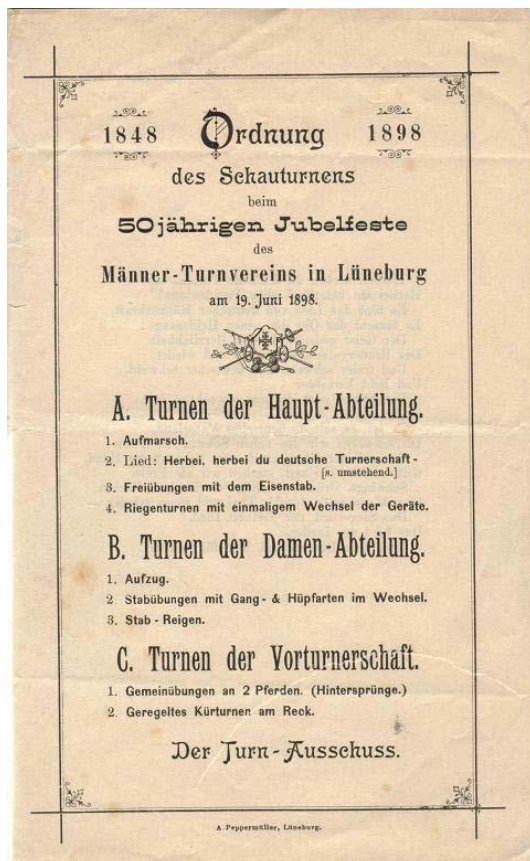 1848 Ordnung 1898
des Schauturnens
beim
50jährigen Jubelfeste
des
Männer-Turnvereins in Lüneburg
am 19. Juni 1898.
A. Turnen der Haupt-Abteilung.
1. Aufmarsch.
2. Lied: Herbei, herbei du deutsche Turnerschaft-
[s. umstehend.]
3. Freiübungen mit dem Eisenstab.
4. Riegenturnen mit einmaligem Wechsel der Geräte.
B. Turnen der Damen-Abteilung.
1. Aufzug.
2 Stabübungen mit Gang- & Hüpfarten im Wechsel.
3. Stab-Reigen.
C. Turnen der Vorturnerschaft.
1. Gemeinübungen an 2 Pferden. (Hintersprünge.)
2. Geregeltes Kürturnen am Reck.
Der Turn-Ausschuss.
A. Peppermüller, Lüneburg.